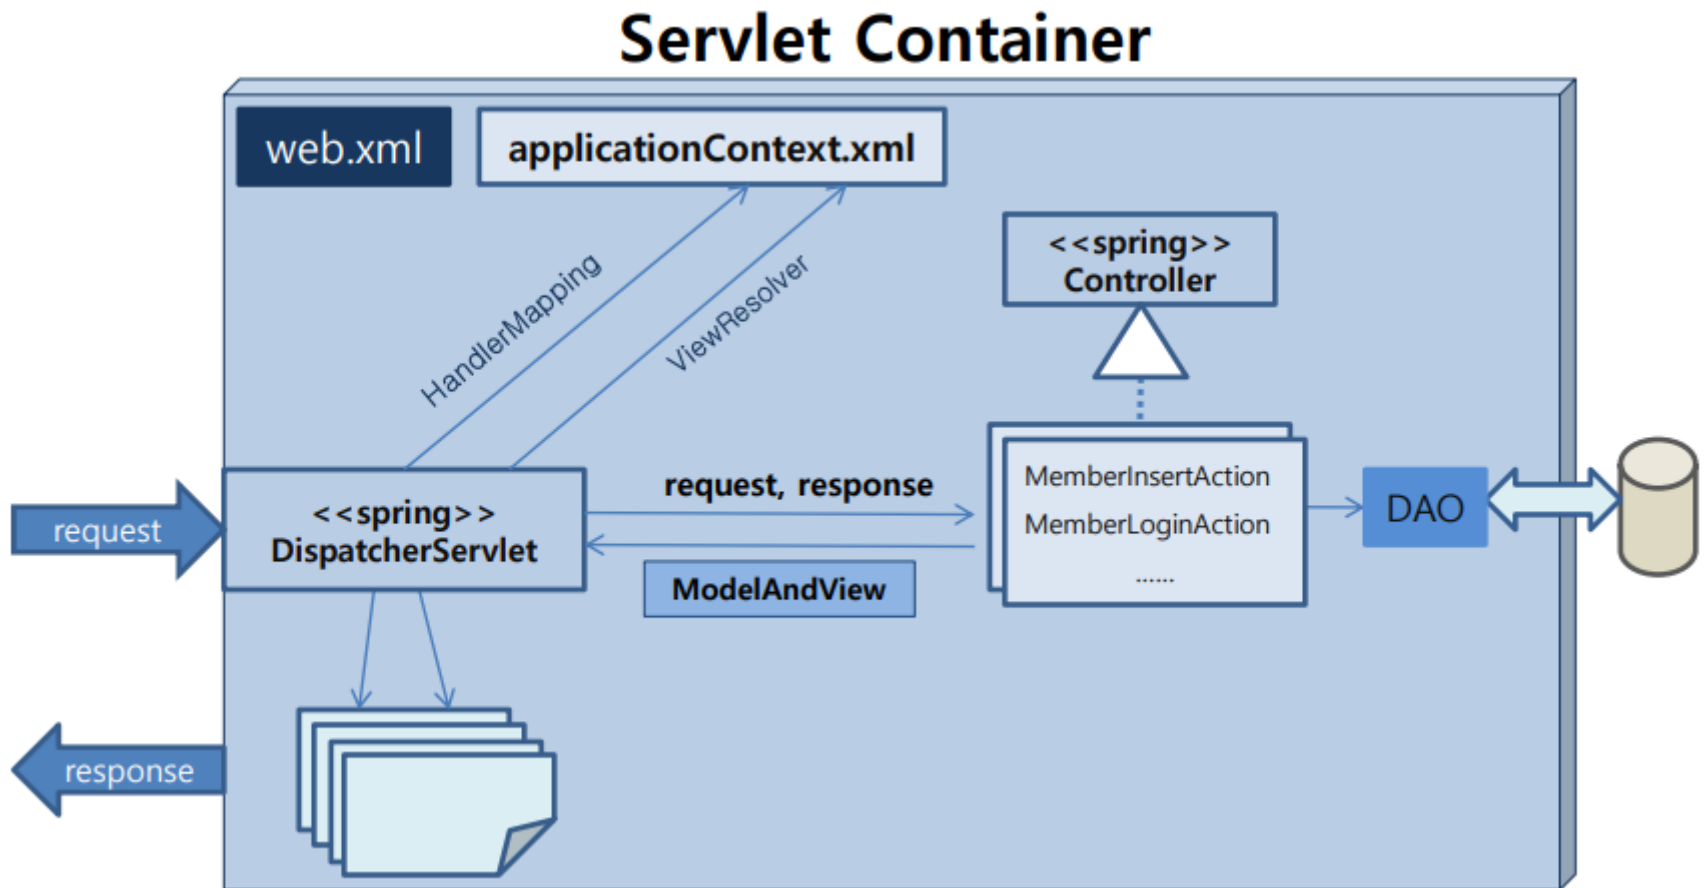 Servlet Container
web.xml
applicationContext.xml
<<spring>>
Controller
HandlerMapping
ViewResolver
request
<<spring>>
DispatcherServlet
request, response
ModelAndView
MemberInsertAction
MemberLoginAction
......
DAO
response